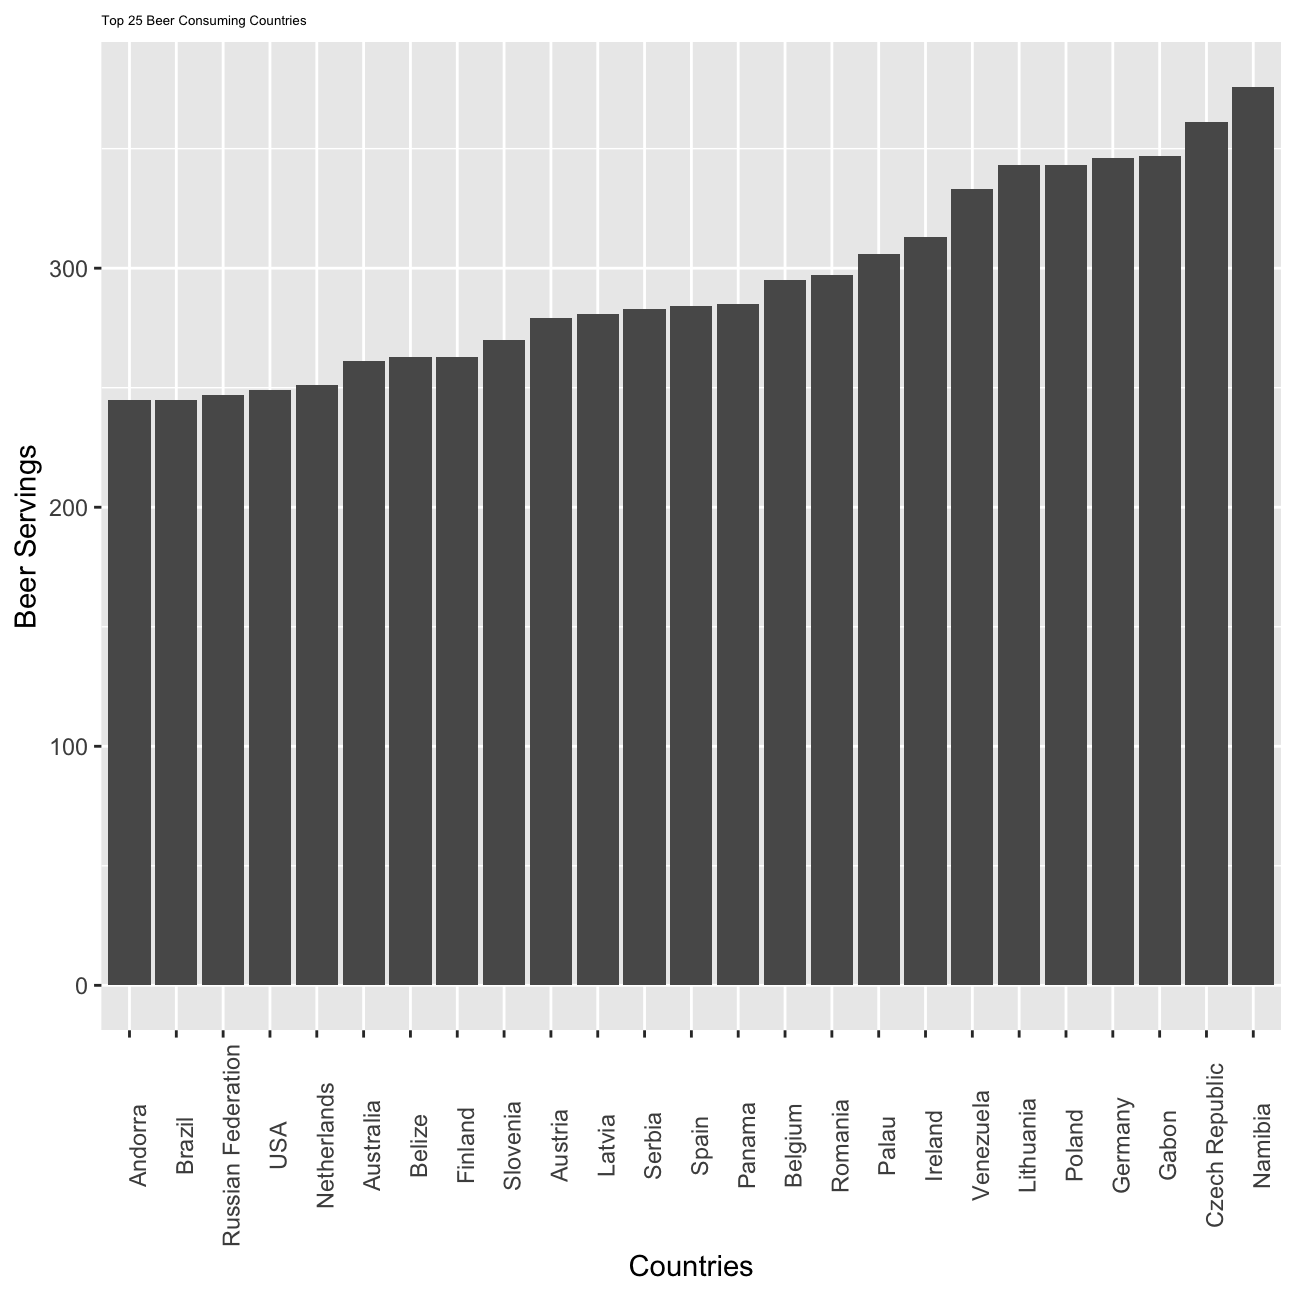 Top 25 Beer Consuming Countries
Beer Servings
300
200
100
0
Andorra
Brazil
Russian Federation
USA
Netherlands
Australia
Belize
Finland
Slovenia
Austria
Latvia
Serbia
Spain
Panama
Belgium
Romania
Palau
Ireland
Venezuela
Lithuania
Poland
Germany
Gabon
Czech Republic
Namibia
Countries